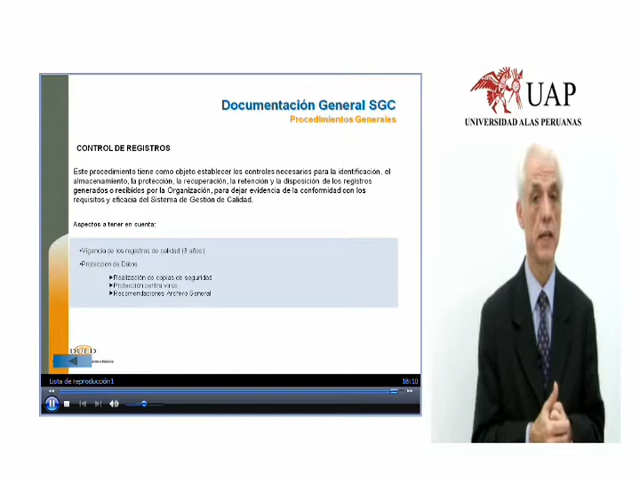 Documentación General SGC
Procedimientos Generales
CONTROL DE REGISTROS
Este procedimiento tiene como objeto establecer los controles necesarios para la identificación, el
almacenamiento, la protección, la recuperación, la retención y la disposición de los registros
generados o recibidos por la Organización, para dejar evidencia de la conformidad con los
requisitos y eficacia del Sistema de Gestión de Calidad.
Aspectos a tener en cuenta:
•Vigencia de los registros de calidad (3 años)
•Protección de Datos
Realización de copias de seguridad
Protección contra virus
Recomendaciones Archivo General
DUED
Lista de reproducción1
18:10
UAP
UNIVERSIDAD ALAS PERUANAS